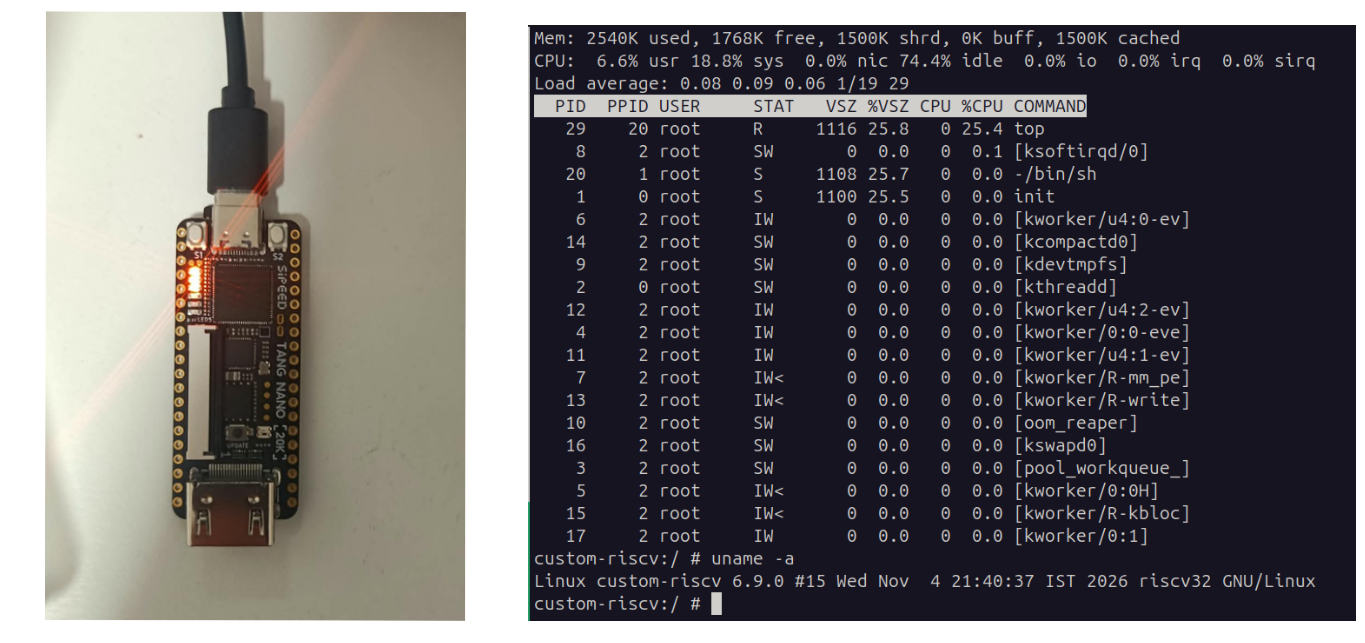 S1
S2
SiPEED
TANG NANO
20K
UPDATE
Mem: 2540K used, 1768K free, 1500K shrd, 0K buff, 1500K cached
CPU:  6.6% usr 18.8% sys  0.0% nic 74.4% idle  0.0% io  0.0% irq  0.0% sirq
Load average: 0.08 0.09 0.06 1/19 29
  PID  PPID USER     STAT   VSZ %VSZ CPU %CPU COMMAND
   29    20 root     R     1116 25.8   0 25.4 top
    8     2 root     SW       0  0.0   0  0.1 [ksoftirqd/0]
   20     1 root     S     1108 25.7   0  0.0 -/bin/sh
    1     0 root     S     1100 25.5   0  0.0 init
    6     2 root     IW       0  0.0   0  0.0 [kworker/u4:0-ev]
   14     2 root     SW       0  0.0   0  0.0 [kcompactd0]
    9     2 root     SW       0  0.0   0  0.0 [kdevtmpfs]
    2     0 root     SW       0  0.0   0  0.0 [kthreadd]
   12     2 root     IW       0  0.0   0  0.0 [kworker/u4:2-ev]
    4     2 root     IW       0  0.0   0  0.0 [kworker/0:0-eve]
   11     2 root     IW       0  0.0   0  0.0 [kworker/u4:1-ev]
    7     2 root     IW<      0  0.0   0  0.0 [kworker/R-mm_pe]
   13     2 root     IW<      0  0.0   0  0.0 [kworker/R-write]
   10     2 root     SW       0  0.0   0  0.0 [oom_reaper]
   16     2 root     SW       0  0.0   0  0.0 [kswapd0]
    3     2 root     SW       0  0.0   0  0.0 [pool_workqueue_]
    5     2 root     IW<      0  0.0   0  0.0 [kworker/0:0H]
   15     2 root     IW<      0  0.0   0  0.0 [kworker/R-kbloc]
   17     2 root     IW       0  0.0   0  0.0 [kworker/0:1]
custom-riscv:/ # uname -a
Linux custom-riscv 6.9.0 #15 Wed Nov  4 21:40:37 IST 2026 riscv32 GNU/Linux
custom-riscv:/ #